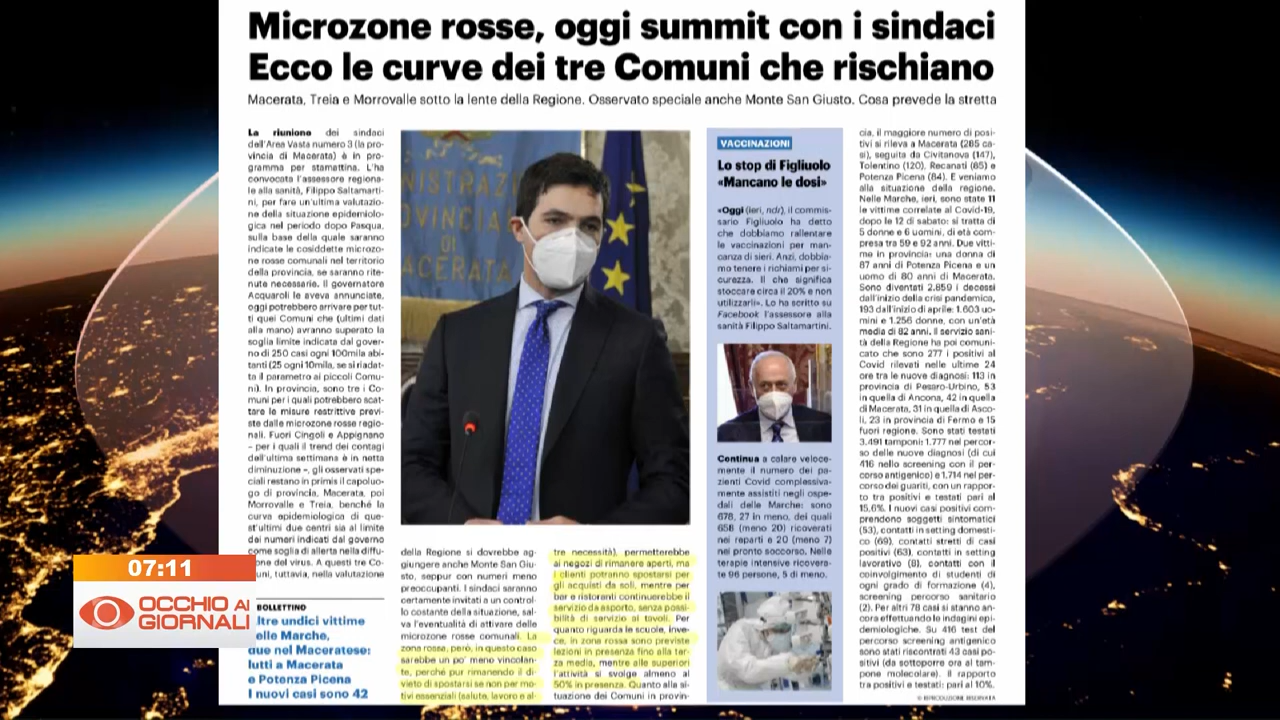 Microzone rosse, oggi summit con i sindaci
Ecco le curve dei tre Comuni che rischiano
Macerata, Treia e Morrovalle sotto la lente della Regione. Osservato speciale anche Monte San Giusto. Cosa prevede la stretta
La riunione dei sindaci
dell'Area Vasta numero 3 (la pro-
vincia di Macerata) è in pro-
gramma per stamattina. L'ha
convocata l'assessore regiona-
le alla sanità, Filippo Saltamarti-
ni, per fare un'ultima valutazio-
ne della situazione epidemiolo-
gica nel periodo dopo Pasqua,
sulla base della quale saranno
indicate le cosiddette microzo-
ne rosse comunali nel territorio
della provincia, se saranno rite-
nute necessarie. Il governatore
Acquaroli le aveva annunciate,
oggi potrebbero arrivare per tut-
ti quei Comuni che (ultimi dati
alla mano) avranno superato la
soglia limite indicata dal gover-
no di 250 casi ogni 100mila abi-
tanti (25 ogni 10mila, se si riadat-
ta il parametro ai piccoli Comu-
ni). In provincia, sono tre i Co-
muni per i quali potrebbero scat-
tare le misure restrittive previ-
ste dalle microzone rosse regio-
nali. Fuori Cingoli e Appignano
– per i quali il trend dei contagi
dell'ultima settimana è in netta
diminuzione –, gli osservati spe-
ciali restano in primis il capoluo-
go di provincia, Macerata, poi
Morrovalle e Treia, benché la
curva epidemiologica di que-
st'ultimi due centri sia al limite
dei numeri indicati dal governo
come soglia di allerta nella diffu-
one del virus. A questi tre Co-
uni, tuttavia, nella valutazione
BOLLETTINO
ltre undici vittime
elle Marche,
due nel Maceratese:
lutti a Macerata
e Potenza Picena
I nuovi casi sono 42
NISTRAZI
ROVINCIA
DI
ACERATA
della Regione si dovrebbe ag-
giungere anche Monte San Giu-
sto, seppur con numeri meno
preoccupanti. I sindaci saranno
certamente invitati a un control-
lo costante della situazione, sal-
va l'eventualità di attivare delle
microzone rosse comunali. La
zona rossa, però, in questo caso
sarebbe un po' meno vincolan-
te, perché pur rimanendo il di-
vieto di spostarsi se non per mo-
tivi essenziali (salute, lavoro e al-
tre necessità), permetterebbe
ai negozi di rimanere aperti, ma
i clienti potranno spostarsi per
gli acquisti da soli, mentre per
bar e ristoranti continuerebbe il
servizio da asporto, senza possi-
bilità di servizio ai tavoli. Per
quanto riguarda le scuole, inve-
ce, in zona rossa sono previste
lezioni in presenza fino alla ter-
za media, mentre alle superiori
l'attività si svolge almeno al
50% in presenza. Quanto alla si-
tuazione dei Comuni in provin-
VACCINAZIONI
Lo stop di Figliuolo
«Mancano le dosi»
«Oggi (ieri, ndr), il commis-
sario Figliuolo ha detto
che dobbiamo rallentare
le vaccinazioni per man-
canza di sieri. Anzi, dobbia-
mo tenere i richiami per si-
curezza. Il che significa
stoccare circa il 20% e non
utilizzarli». Lo ha scritto su
Facebook l'assessore alla
sanità Filippo Saltamartini.
Continua a calare veloce-
mente il numero dei pa-
zienti Covid complessiva-
mente assistiti negli ospe-
dali delle Marche: sono
678, 27 in meno, dei quali
658 (meno 20) ricoverati
nei reparti e 20 (meno 7)
nei pronto soccorso. Nelle
terapie intensive ricovera-
te 96 persone, 5 di meno.
cia, il maggiore numero di posi-
tivi si rileva a Macerata (285 ca-
si), seguita da Civitanova (147),
Tolentino (120), Recanati (85) e
Potenza Picena (84). E veniamo
alla situazione della regione.
Nelle Marche, ieri, sono state 11
le vittime correlate al Covid-19,
dopo le 12 di sabato: si tratta di
5 donne e 6 uomini, di età com-
presa tra 59 e 92 anni. Due vitti-
me in provincia: una donna di
87 anni di Potenza Picena e un
uomo di 80 anni di Macerata.
Sono diventati 2.859 i decessi
dall'inizio della crisi pandemica,
193 dall'inizio di aprile: 1.603 uo-
mini e 1.256 donne, con un'età
media di 82 anni. Il servizio sani-
tà della Regione ha poi comuni-
cato che sono 277 i positivi al
Covid rilevati nelle ultime 24
ore tra le nuove diagnosi: 113 in
provincia di Pesaro-Urbino, 53
in quella di Ancona, 42 in quella
di Macerata, 31 in quella di Asco-
li, 23 in provincia di Fermo e 15
fuori regione. Sono stati testati
3.491 tamponi: 1.777 nel percor-
so delle nuove diagnosi (di cui
416 nello screening con il per-
corso antigenico) e 1.714 nel per-
corso dei guariti, con un rappor-
to tra positivi e testati pari al
15,6%. I nuovi casi positivi com-
prendono soggetti sintomatici
(53), contatti in setting domesti-
co (69), contatti stretti di casi
positivi (63), contatti in setting
lavorativo (8), contatti con il
coinvolgimento di studenti di
ogni grado di formazione (4),
screening percorso sanitario
(2). Per altri 78 casi si stanno an-
cora effettuando le indagini epi-
demiologiche. Su 416 test del
percorso screening antigenico
sono stati riscontrati 43 casi po-
sitivi (da sottoporre ora al tam-
pone molecolare). Il rapporto
tra positivi e testati: pari al 10%.
© RIPRODUZIONE RISERVATA
07:11
OCCHIO AI
GIORNALI